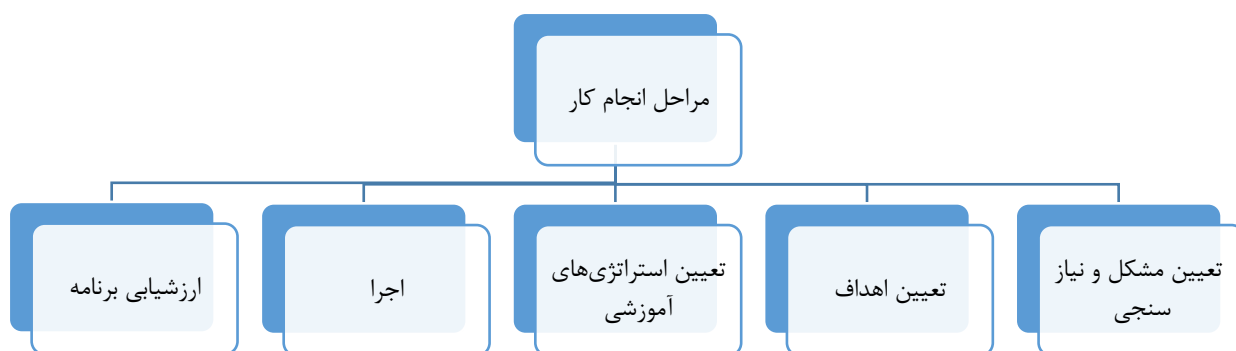 مراحل انجام کار
تعیین مشکل و نیاز
سنجی
تعیین اهداف
تعیین استراتژی‌های
آموزشی
اجرا
ارزشیابی برنامه